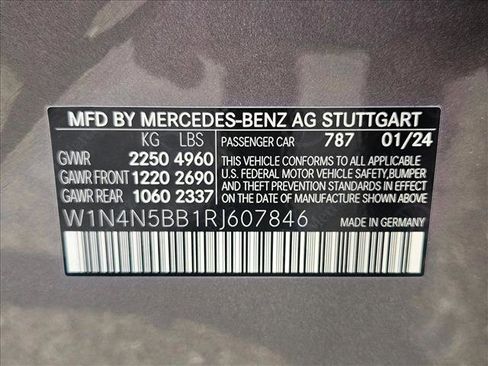 MFD BY MERCEDES-BENZ AG STUTTGART
KG LBS PASSENGER CAR 787 01/24
GVWR 2250 4960 THIS VEHICLE CONFORMS TO ALL APPLICABLE
GAWR FRONT 1220 2690 U.S. FEDERAL MOTOR VEHICLE SAFETY, BUMPER
GAWR REAR 1060 2337 AND THEFT PREVENTION STANDARDS IN EFFECT ON THE DATE OF MANUFACTURE SHOWN ABOVE
W1N4N5BB1RJ607846 MADE IN GERMANY